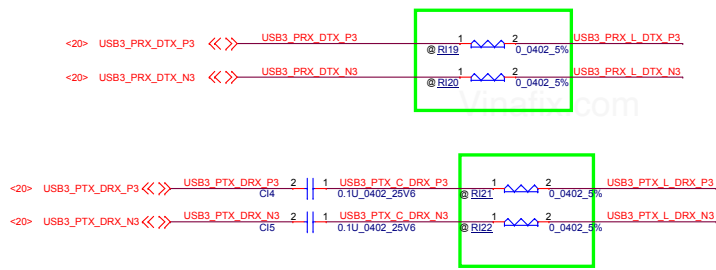 <20> USB3_PRX_DTX_P3 USB3_PRX_DTX_P3 @ RI19 1 2 0_0402_5% USB3_PRX_L_DTX_P3
<20> USB3_PRX_DTX_N3 USB3_PRX_DTX_N3 @ RI20 1 2 0_0402_5% USB3_PRX_L_DTX_N3
Vinafix.com
<20> USB3_PTX_DRX_P3 USB3_PTX_DRX_P3 2 1 CI4 USB3_PTX_C_DRX_P3 0.1U_0402_25V6 @ RI21 1 2 0_0402_5% USB3_PTX_L_DRX_P3
<20> USB3_PTX_DRX_N3 USB3_PTX_DRX_N3 2 1 CI5 USB3_PTX_C_DRX_N3 0.1U_0402_25V6 @ RI22 1 2 0_0402_5% USB3_PTX_L_DRX_N3